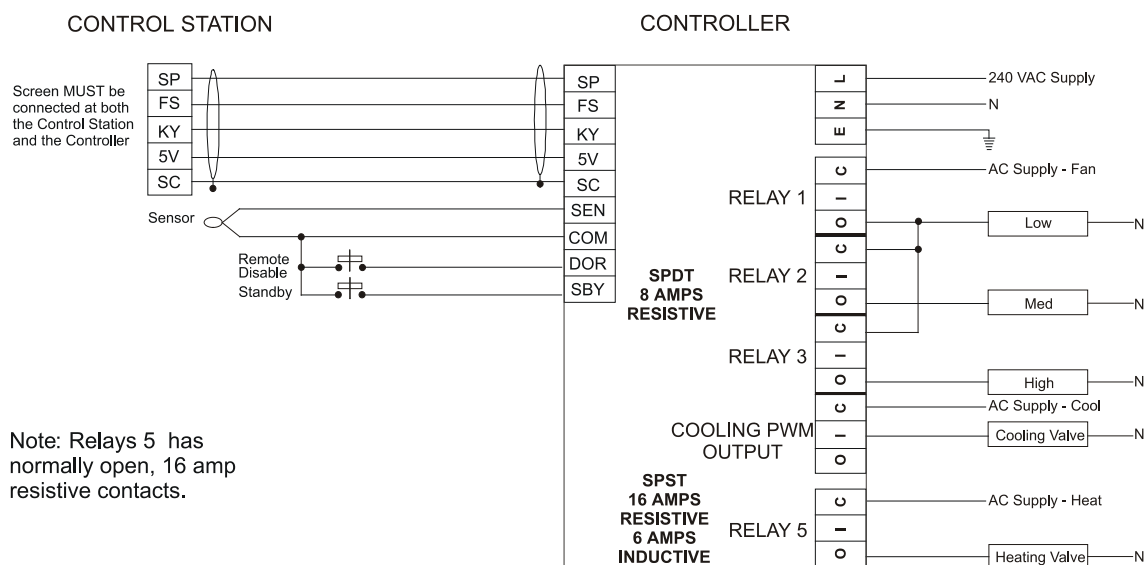 CONTROL STATION
CONTROLLER
Screen MUST be
connected at both
the Control Station
and the Controller
SP
FS
KY
5V
SC
SP
FS
KY
5V
SC
SEN
COM
DOR
SBY
Sensor
Remote
Disable
Standby
SPDT
8 AMPS
RESISTIVE
L
N
E
240 VAC Supply
N
RELAY 1
C
I
O
AC Supply - Fan
Low
N
RELAY 2
C
I
O
Med
N
RELAY 3
C
I
O
High
N
COOLING PWM
OUTPUT
C
I
O
AC Supply - Cool
Cooling Valve
N
SPST
16 AMPS
RESISTIVE
6 AMPS
INDUCTIVE
RELAY 5
C
I
O
AC Supply - Heat
Heating Valve
N
Note: Relays 5 has
normally open, 16 amp
resistive contacts.